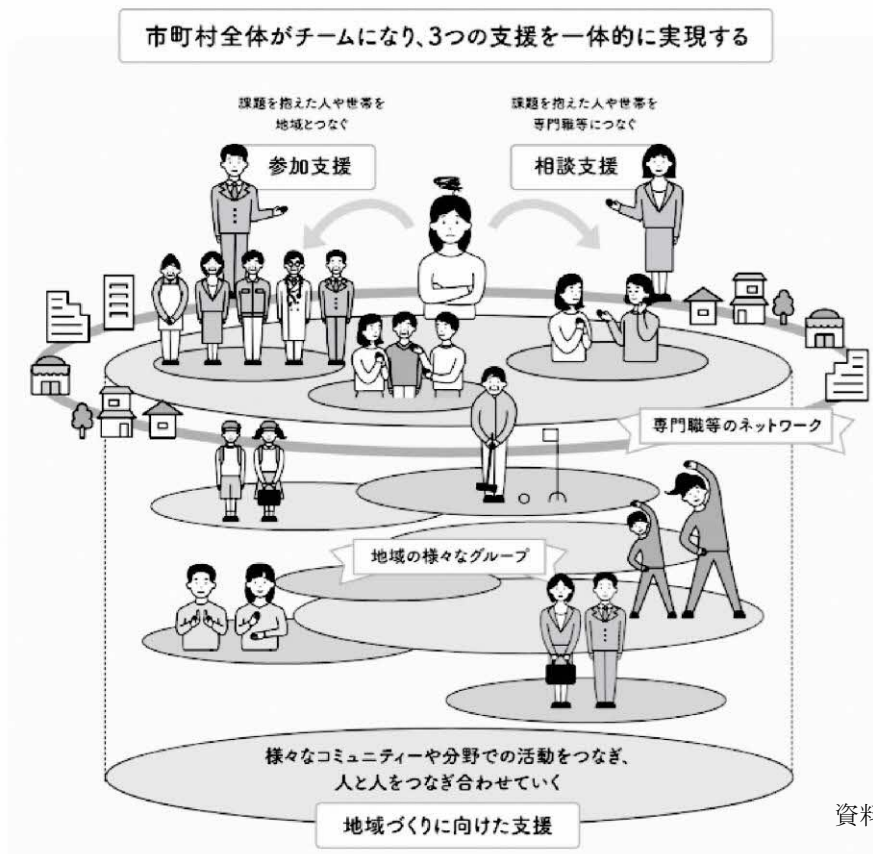 市町村全体がチームになり、3つの支援を一体的に実現する
課題を抱えた人や世帯を
地域とつなぐ
参加支援
課題を抱えた人や世帯を
専門職等につなぐ
相談支援
専門職等のネットワーク
地域の様々なグループ
様々なコミュニティーや分野での活動をつなぎ、
人と人をつなぎ合わせていく
地域づくりに向けた支援
資料